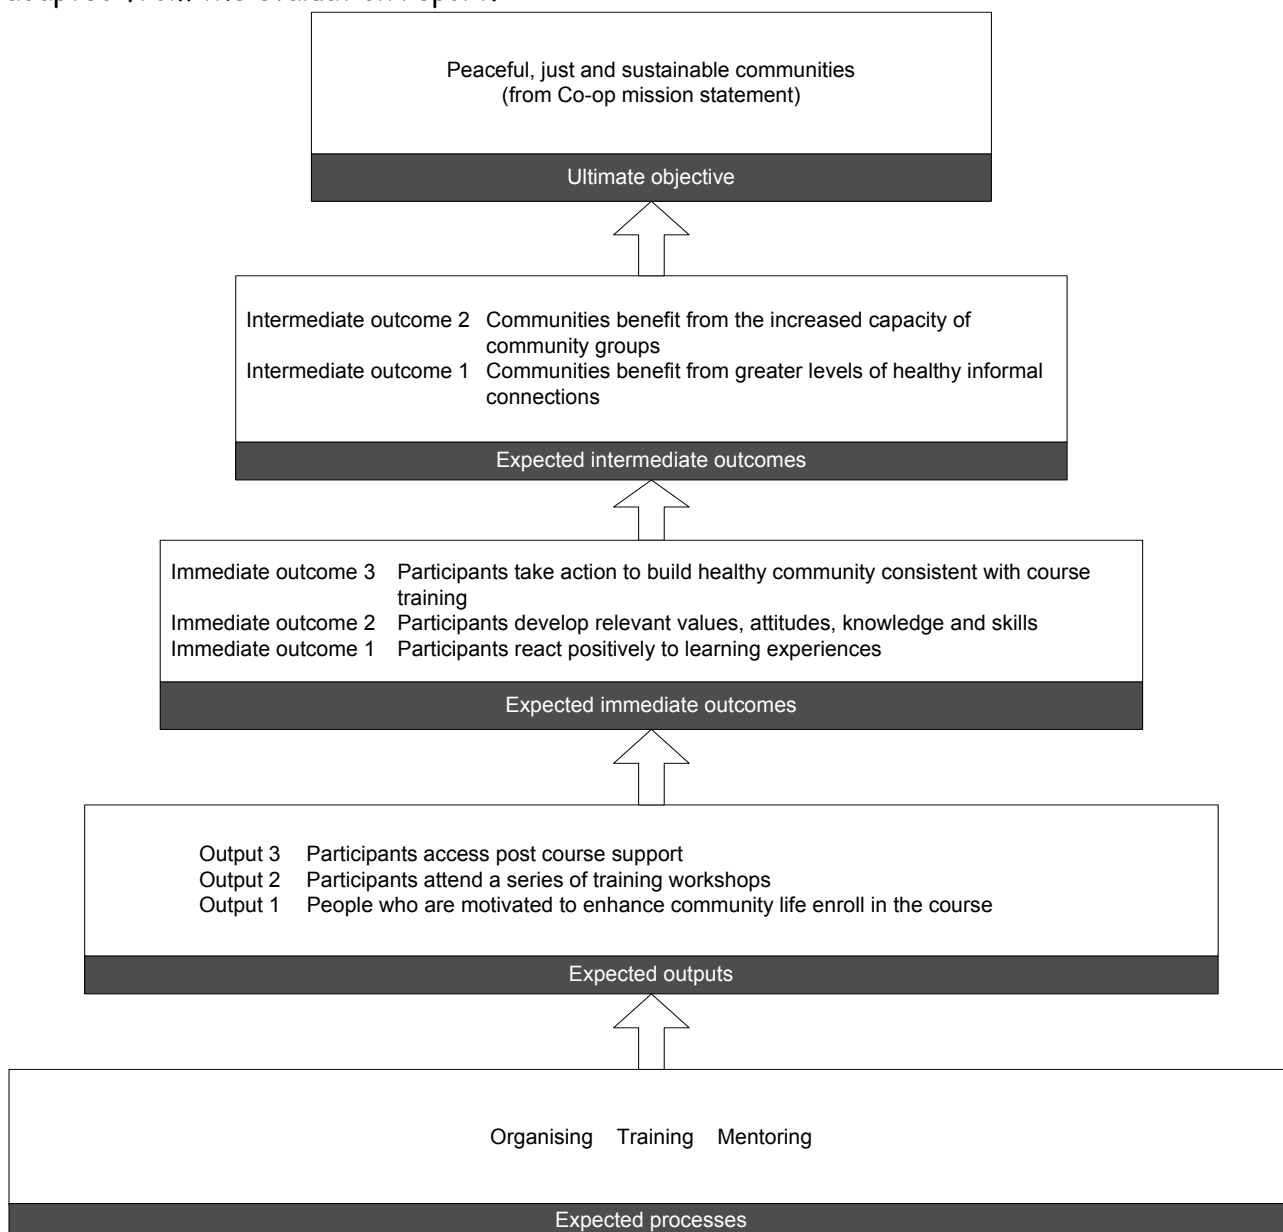 adapted from the evaluation report.
Peaceful, just and sustainable communities
(from Co-op mission statement)
Ultimate objective
Intermediate outcome 2 Communities benefit from the increased capacity of
community groups
Intermediate outcome 1 Communities benefit from greater levels of healthy informal
connections
Expected intermediate outcomes
Immediate outcome 3 Participants take action to build healthy community consistent with course
training
Immediate outcome 2 Participants develop relevant values, attitudes, knowledge and skills
Immediate outcome 1 Participants react positively to learning experiences
Expected immediate outcomes
Output 3 Participants access post course support
Output 2 Participants attend a series of training workshops
Output 1 People who are motivated to enhance community life enroll in the course
Expected outputs
Organising Training Mentoring
Expected processes